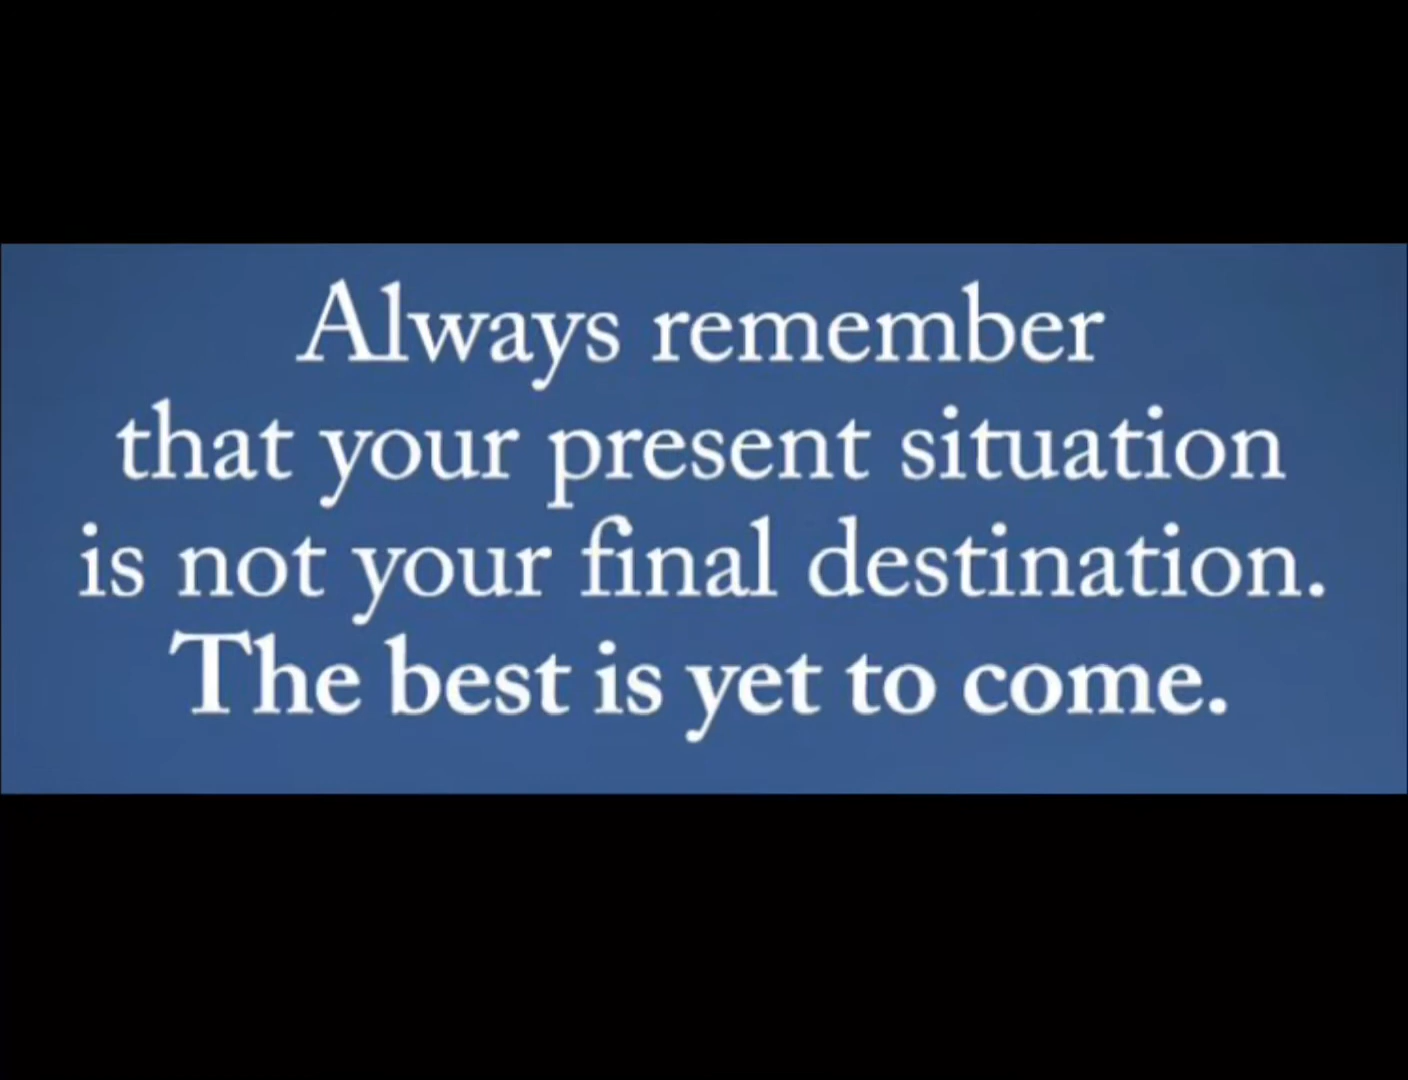 Always remember
that your present situation
is not your final destination.
The best is yet to come.